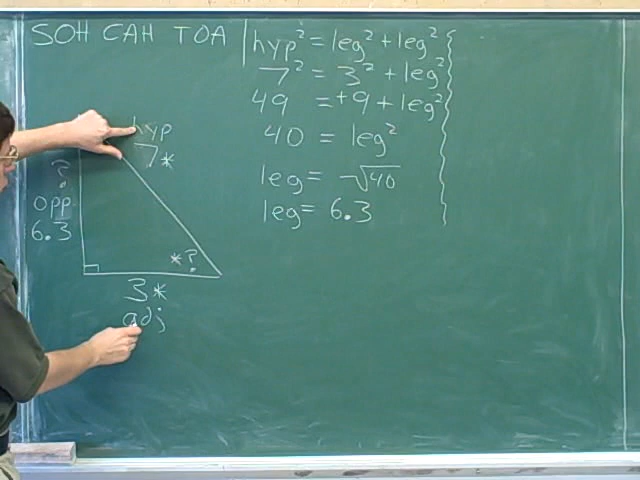 SOH CAH TOA
hyp² = leg² + leg²
7² = 3² + leg²
49 = +9 + leg²
40 = leg²
leg = √40
leg = 6.3
hyp
7*
?
opp
6.3
*?
3*
adj